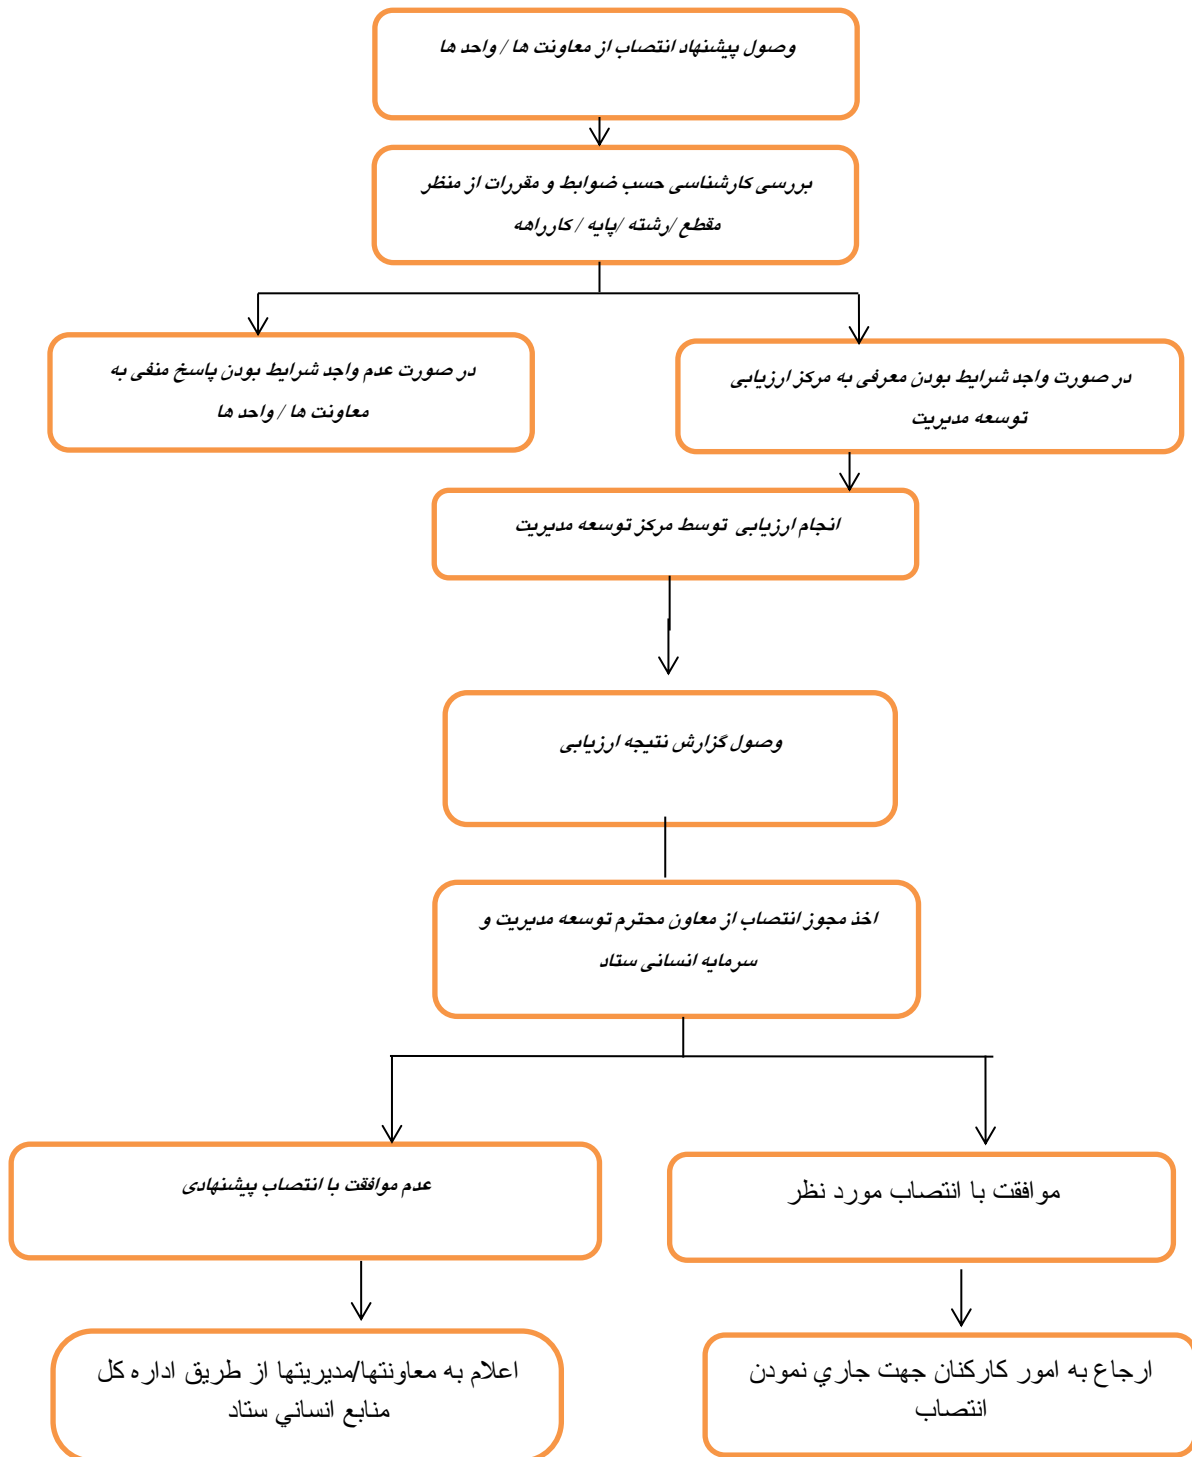 وصول پیشنهاد انتصاب از معاونت ها / واحد ها
بررسی کارشناسی حسب ضوابط و مقررات از منظر
مقطع /رشته /پایه / کارراهه
در صورت واجد شرایط بودن معرفی به مرکز ارزیابی
توسعه مدیریت
در صورت عدم واجد شرایط بودن پاسخ منفی به
معاونت ها / واحد ها
انجام ارزیابی توسط مرکز توسعه مدیریت
وصول گزارش نتیجه ارزیابی
اخذ مجوز انتصاب از معاون محترم توسعه مدیریت و
سرمایه انسانی ستاد
موافقت با انتصاب مورد نظر
عدم موافقت با انتصاب پیشنهادی
ارجاع به امور کارکنان جهت جاري نمودن
انتصاب
اعلام به معاونتها/مدیریتها از طریق اداره کل
منابع انساني ستاد